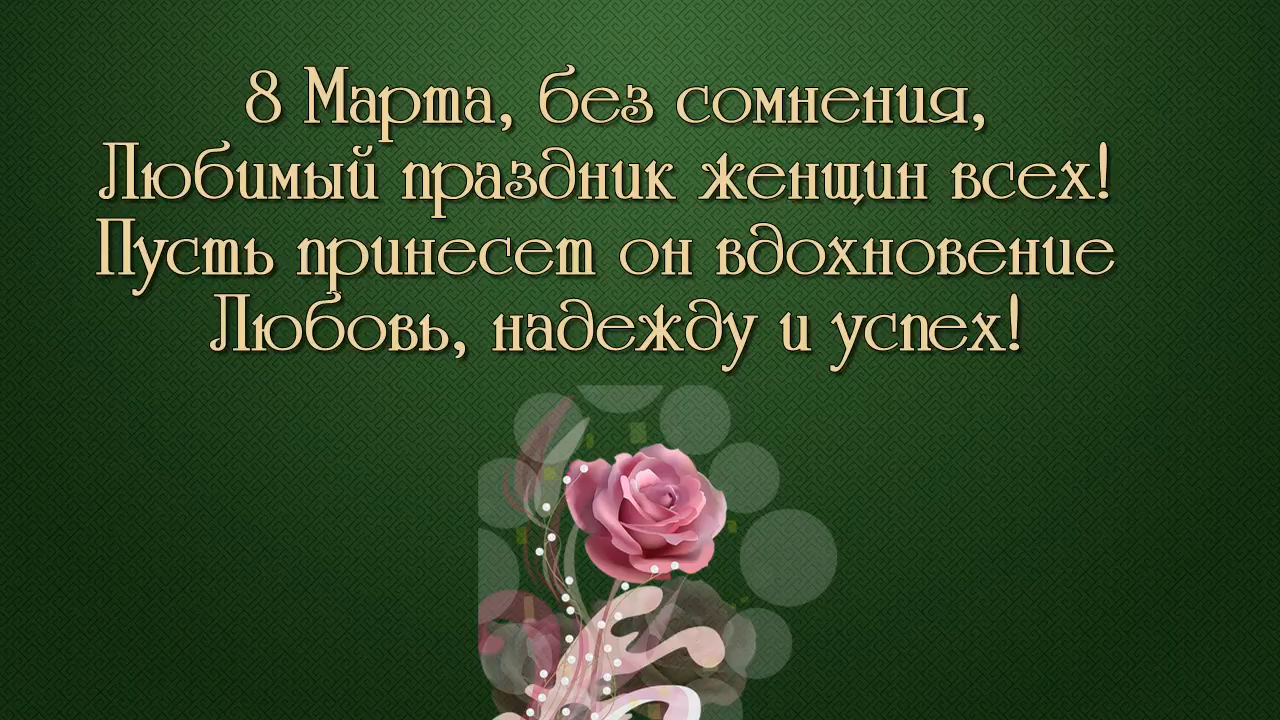 8 Марта, без сомнения,
Любимый праздник женщин всех!
Пусть принесет он вдохновение
Любовь, надежду и успех!